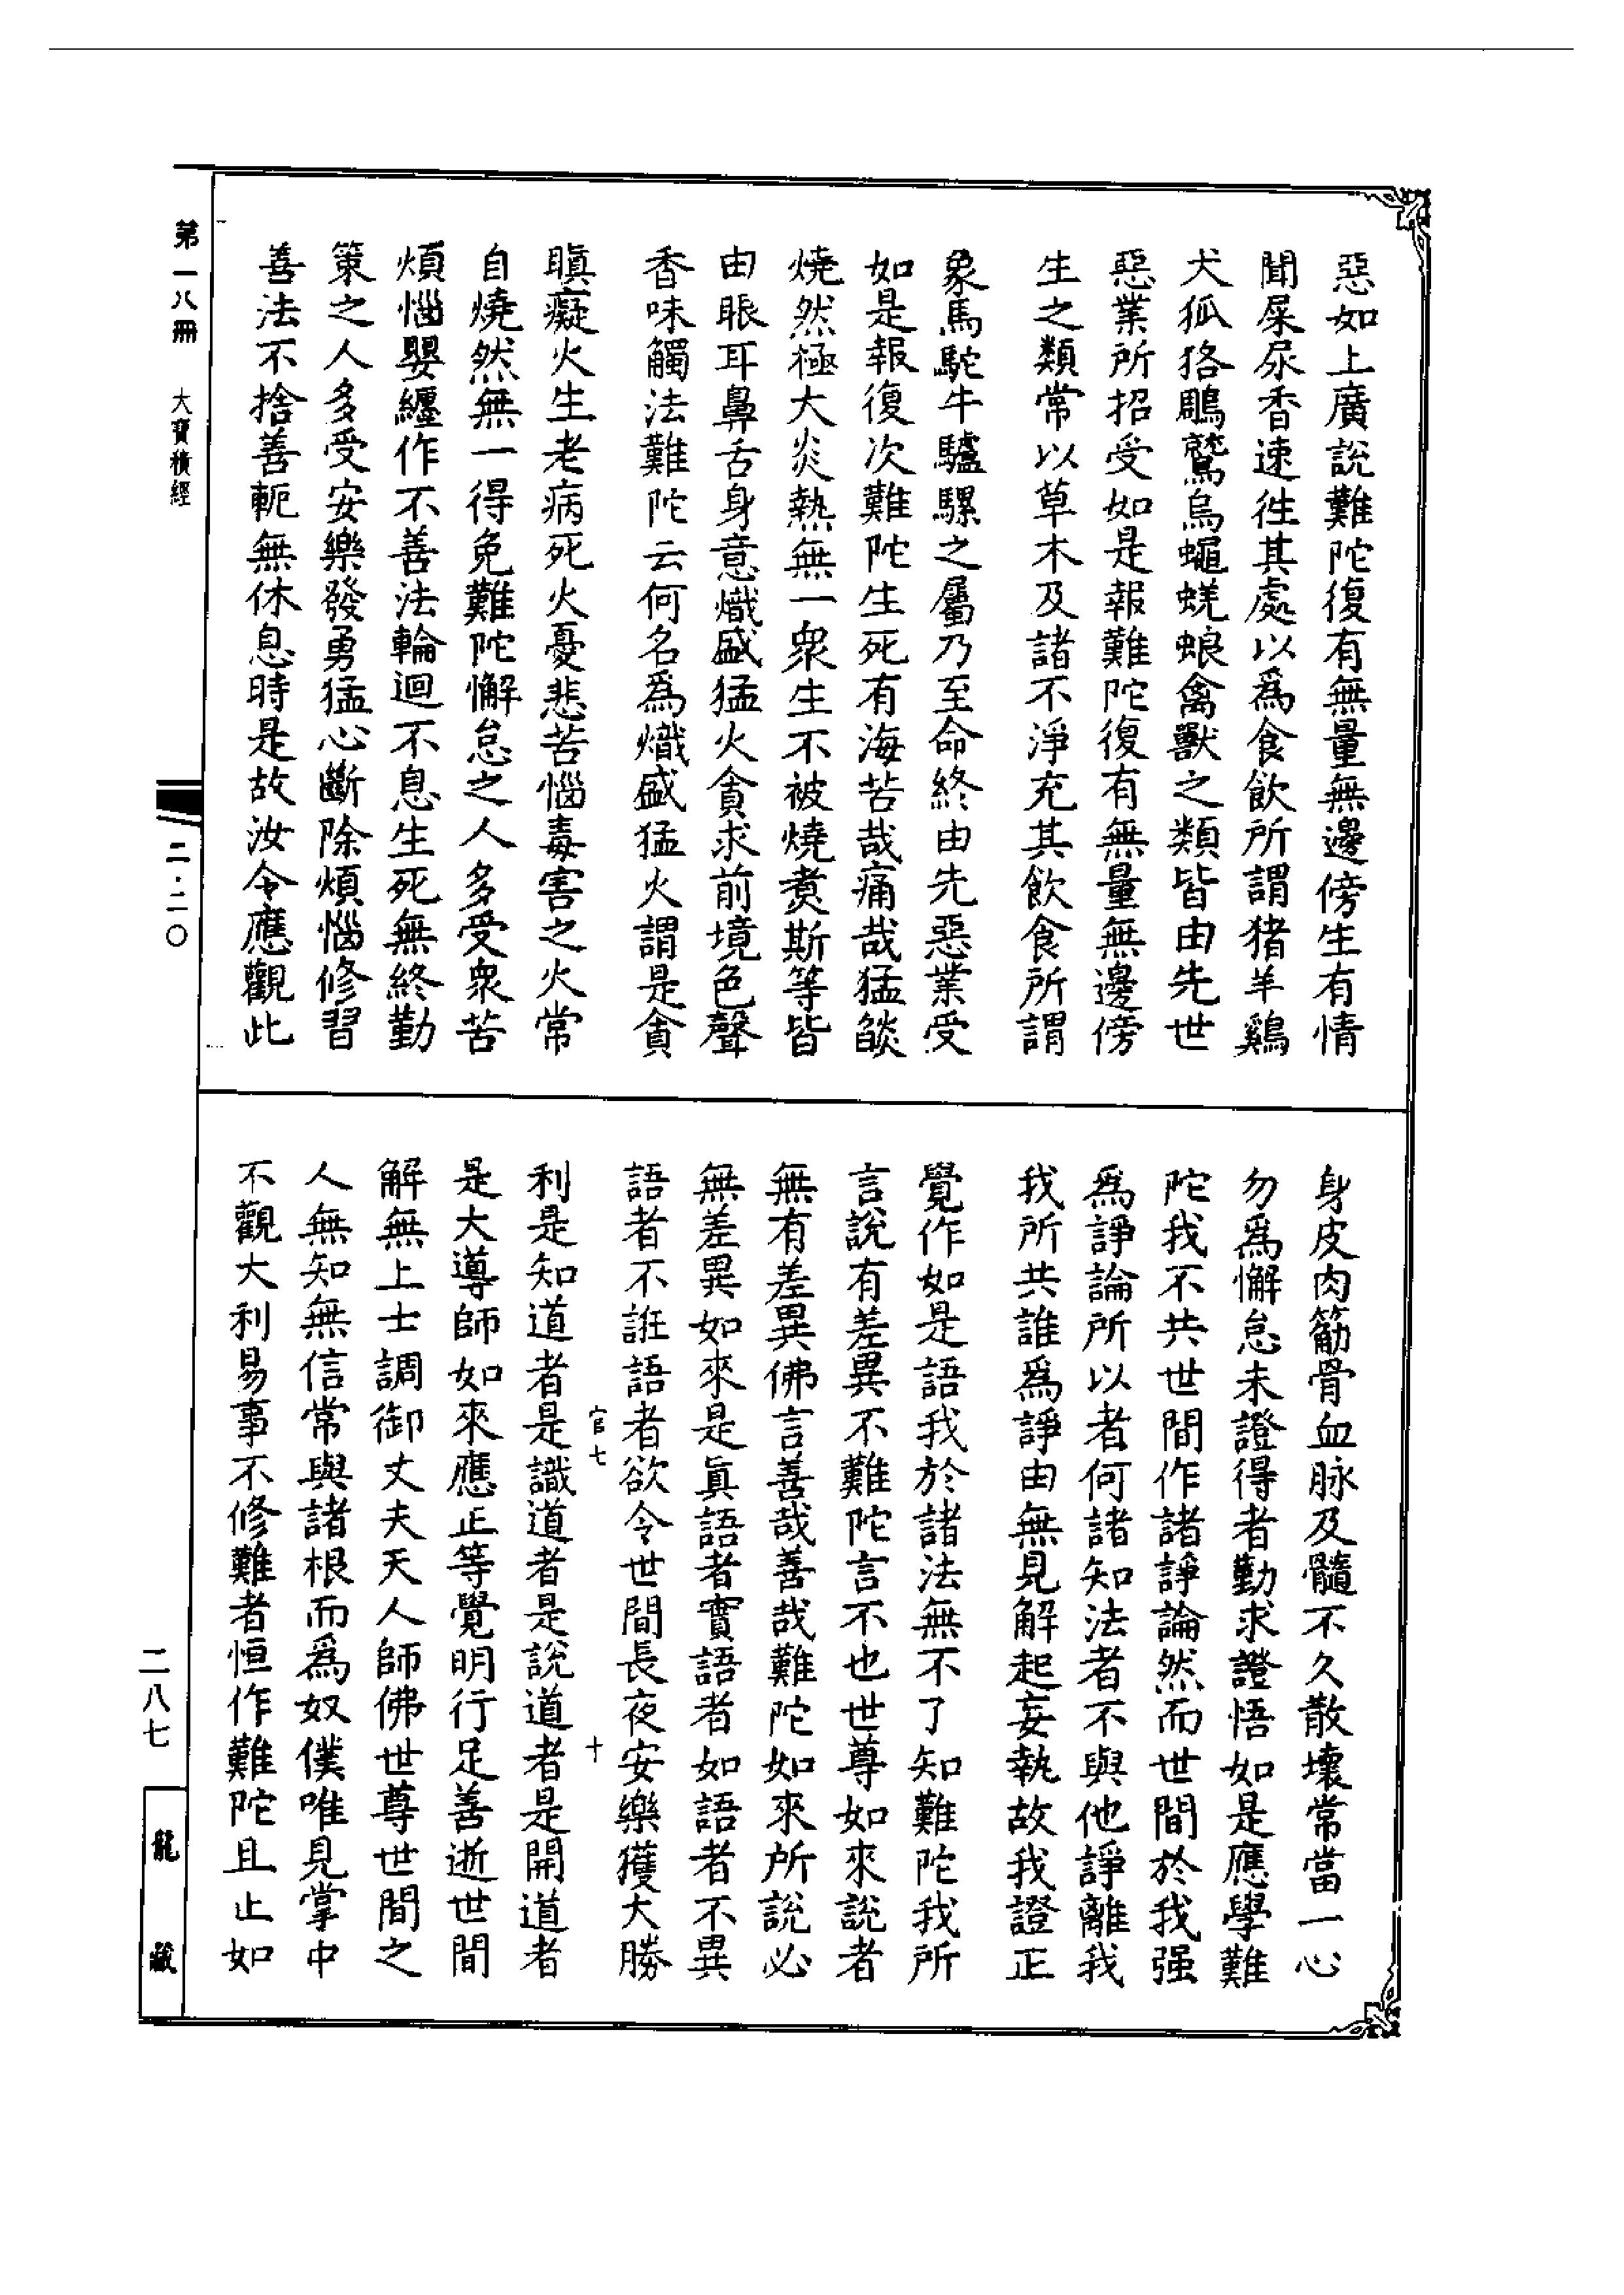 惡如上廣說難陀復有無量無邊傍生有情
聞屎尿香速徃其處以爲食飲所謂猪羊鷄
犬狐狢鵰鷲烏蠅蜣蜋禽獸之類皆由先世
惡業所招受如是報難陀復有無量無邊傍
生之類常以草木及諸不淨充其飲食所謂
象馬駝牛驢騾之屬乃至命終由先惡業受
如是報復次難陀生死有海苦哉痛哉猛燄
燒然極大炎熱無一衆生不被燒煑斯等皆
由眼耳鼻舌身意熾盛猛火貪求前境色聲
香味觸法難陀云何名爲熾盛猛火謂是貪
瞋癡火生老病死火憂悲苦惱毒害之火常
自燒然無一得免難陀懈怠之人多受衆苦
煩惱嬰纏作不善法輪迴不息生死無終勤
策之人多受安樂發勇猛心斷除煩惱修習
善法不捨善軛無休息時是故汝今應觀此
身皮肉筋骨血脉及髓不久散壞常當一心
勿爲懈怠未證得者勤求證悟如是應學難
陀我不共世間作諸諍論然而世間於我强
爲諍論所以者何諸知法者不與他諍離我
我所共誰爲諍由無見解起妄執故我證正
覺作如是語我於諸法無不了知難陀我所
言說有差異不難陀言不也世尊如來說者
無有差異佛言善哉善哉難陀如來所說必
無差異如來是眞語者實語者如語者不異
語者不誑語者欲令世間長夜安樂獲大勝
官七 十
利是知道者是識道者是說道者是開道者
是大導師如來應正等覺明行足善逝世間
解無上士調御丈夫天人師佛世尊世間之
人無知無信常與諸根而爲奴僕唯見掌中
不觀大利易事不修難者恒作難陀且止如
第一八冊 大寶積經
二·二〇
二八七
龍藏